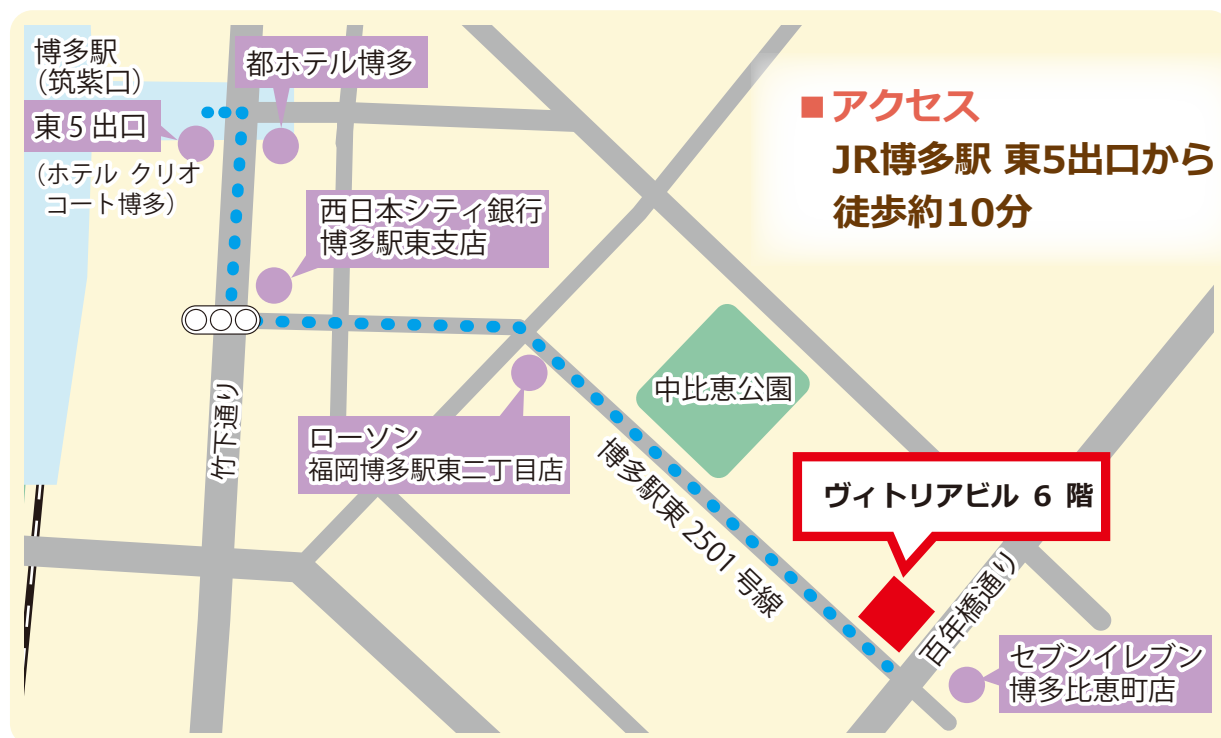 博多駅
（筑紫口）
東5出口
（ホテル クリオ
コート博多）
都ホテル博多
■アクセス
JR博多駅 東5出口から
徒歩約10分
西日本シティ銀行
博多駅東支店
竹下通り
ローソン
福岡博多駅東二丁目店
中比恵公園
博多駅東2501号線
ヴィトリアビル 6 階
百年橋通り
セブンイレブン
博多比恵町店